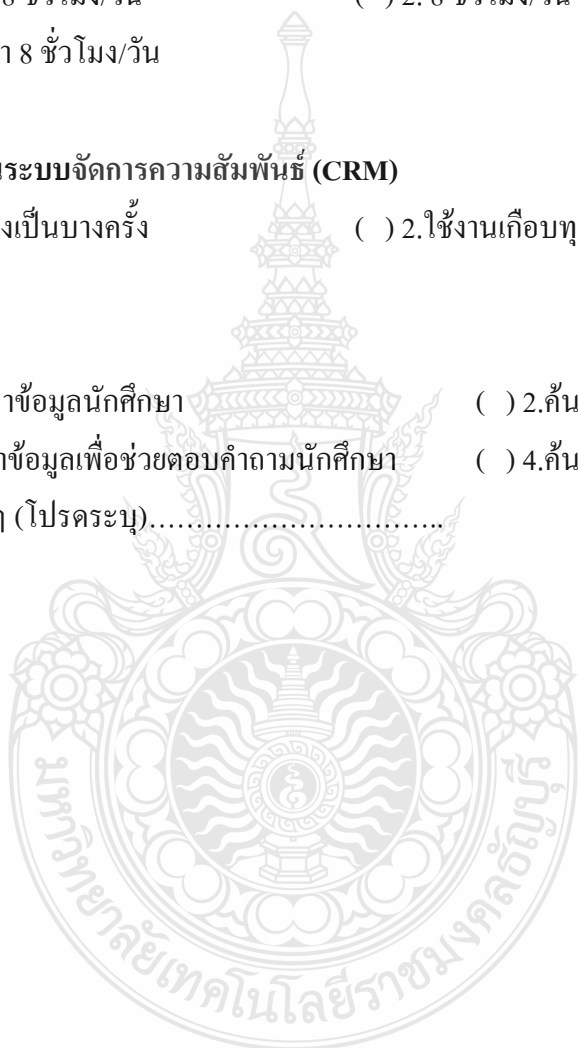 8 ชั่วโมง/วัน ( ) 2. 8 ชั่วโมง/วัน
า 8 ชั่วโมง/วัน
ระบบจัดการความสัมพันธ์ (CRM)
งเป็นบางครั้ง ( ) 2.ใช้งานเกือบทุ
าข้อมูลนักศึกษา ( ) 2.ค้น
าข้อมูลเพื่อช่วยตอบคำถามนักศึกษา ( ) 4.ค้น
ๆ (โปรดระบุ)…………………………..
มหาวิทยาลัยเทคโนโลยีราชมงคลธัญบุรี